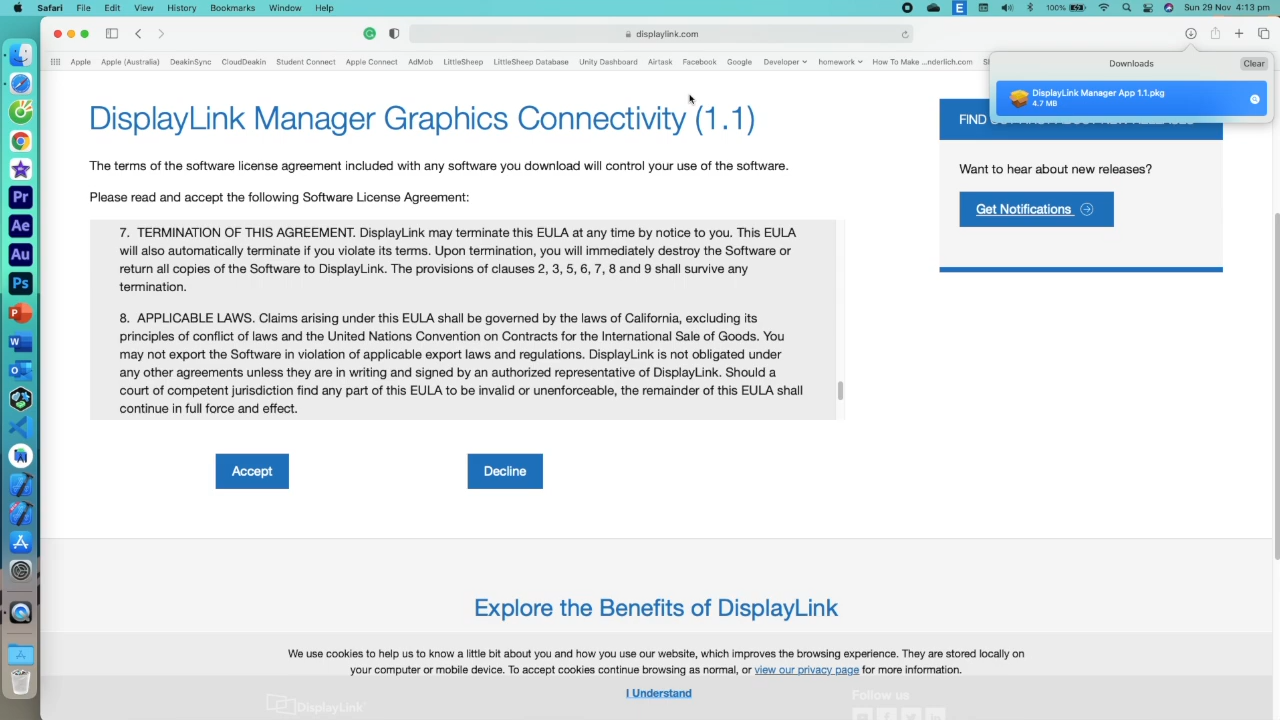 Safari File Edit View History Bookmarks Window Help
E 100% Sun 29 Nov 4:13 pm
displaylink.com
Apple Apple (Australia) DeakinSync CloudDeakin Student Connect Apple Connect AdMob LittleSheep LittleSheep Database Unity Dashboard Airtask Facebook Google Developer homework How To Make ...nderlich.com
Downloads Clear
DisplayLink Manager App 1.1.pkg
4.7 MB
DisplayLink Manager Graphics Connectivity (1.1)
The terms of the software license agreement included with any software you download will control your use of the software.
Please read and accept the following Software License Agreement:
7. TERMINATION OF THIS AGREEMENT. DisplayLink may terminate this EULA at any time by notice to you. This EULA
will also automatically terminate if you violate its terms. Upon termination, you will immediately destroy the Software or
return all copies of the Software to DisplayLink. The provisions of clauses 2, 3, 5, 6, 7, 8 and 9 shall survive any
termination.
8. APPLICABLE LAWS. Claims arising under this EULA shall be governed by the laws of California, excluding its
principles of conflict of laws and the United Nations Convention on Contracts for the International Sale of Goods. You
may not export the Software in violation of applicable export laws and regulations. DisplayLink is not obligated under
any other agreements unless they are in writing and signed by an authorized representative of DisplayLink. Should a
court of competent jurisdiction find any part of this EULA to be invalid or unenforceable, the remainder of this EULA shall
continue in full force and effect.
Accept
Decline
FIND
Want to hear about new releases?
Get Notifications
Pr
Ae
Au
Ps
Explore the Benefits of DisplayLink
We use cookies to help us to know a little bit about you and how you use our website, which improves the browsing experience. They are stored locally on
your computer or mobile device. To accept cookies continue browsing as normal, or view our privacy page for more information.
I Understand
DisplayLink
Follow us